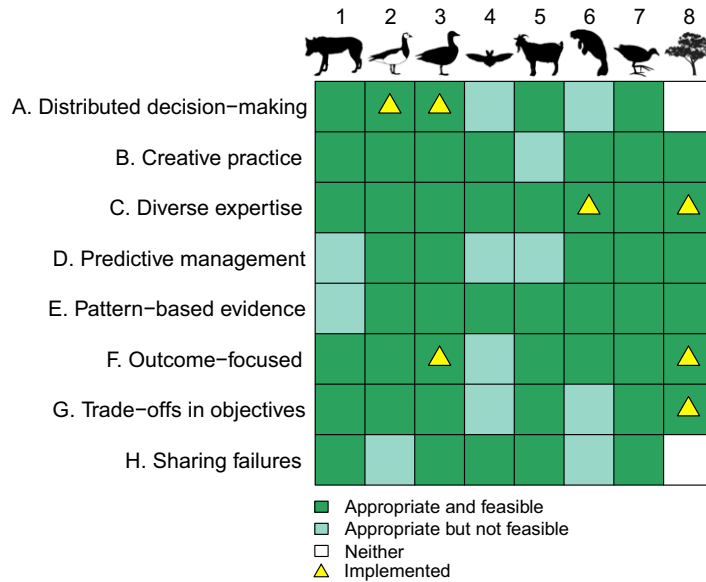 1 2 3 4 5 6 7 8
A. Distributed decision−making
B. Creative practice
C. Diverse expertise
D. Predictive management
E. Pattern−based evidence
F. Outcome−focused
G. Trade−offs in objectives
H. Sharing failures
Appropriate and feasible
Appropriate but not feasible
Neither
Implemented